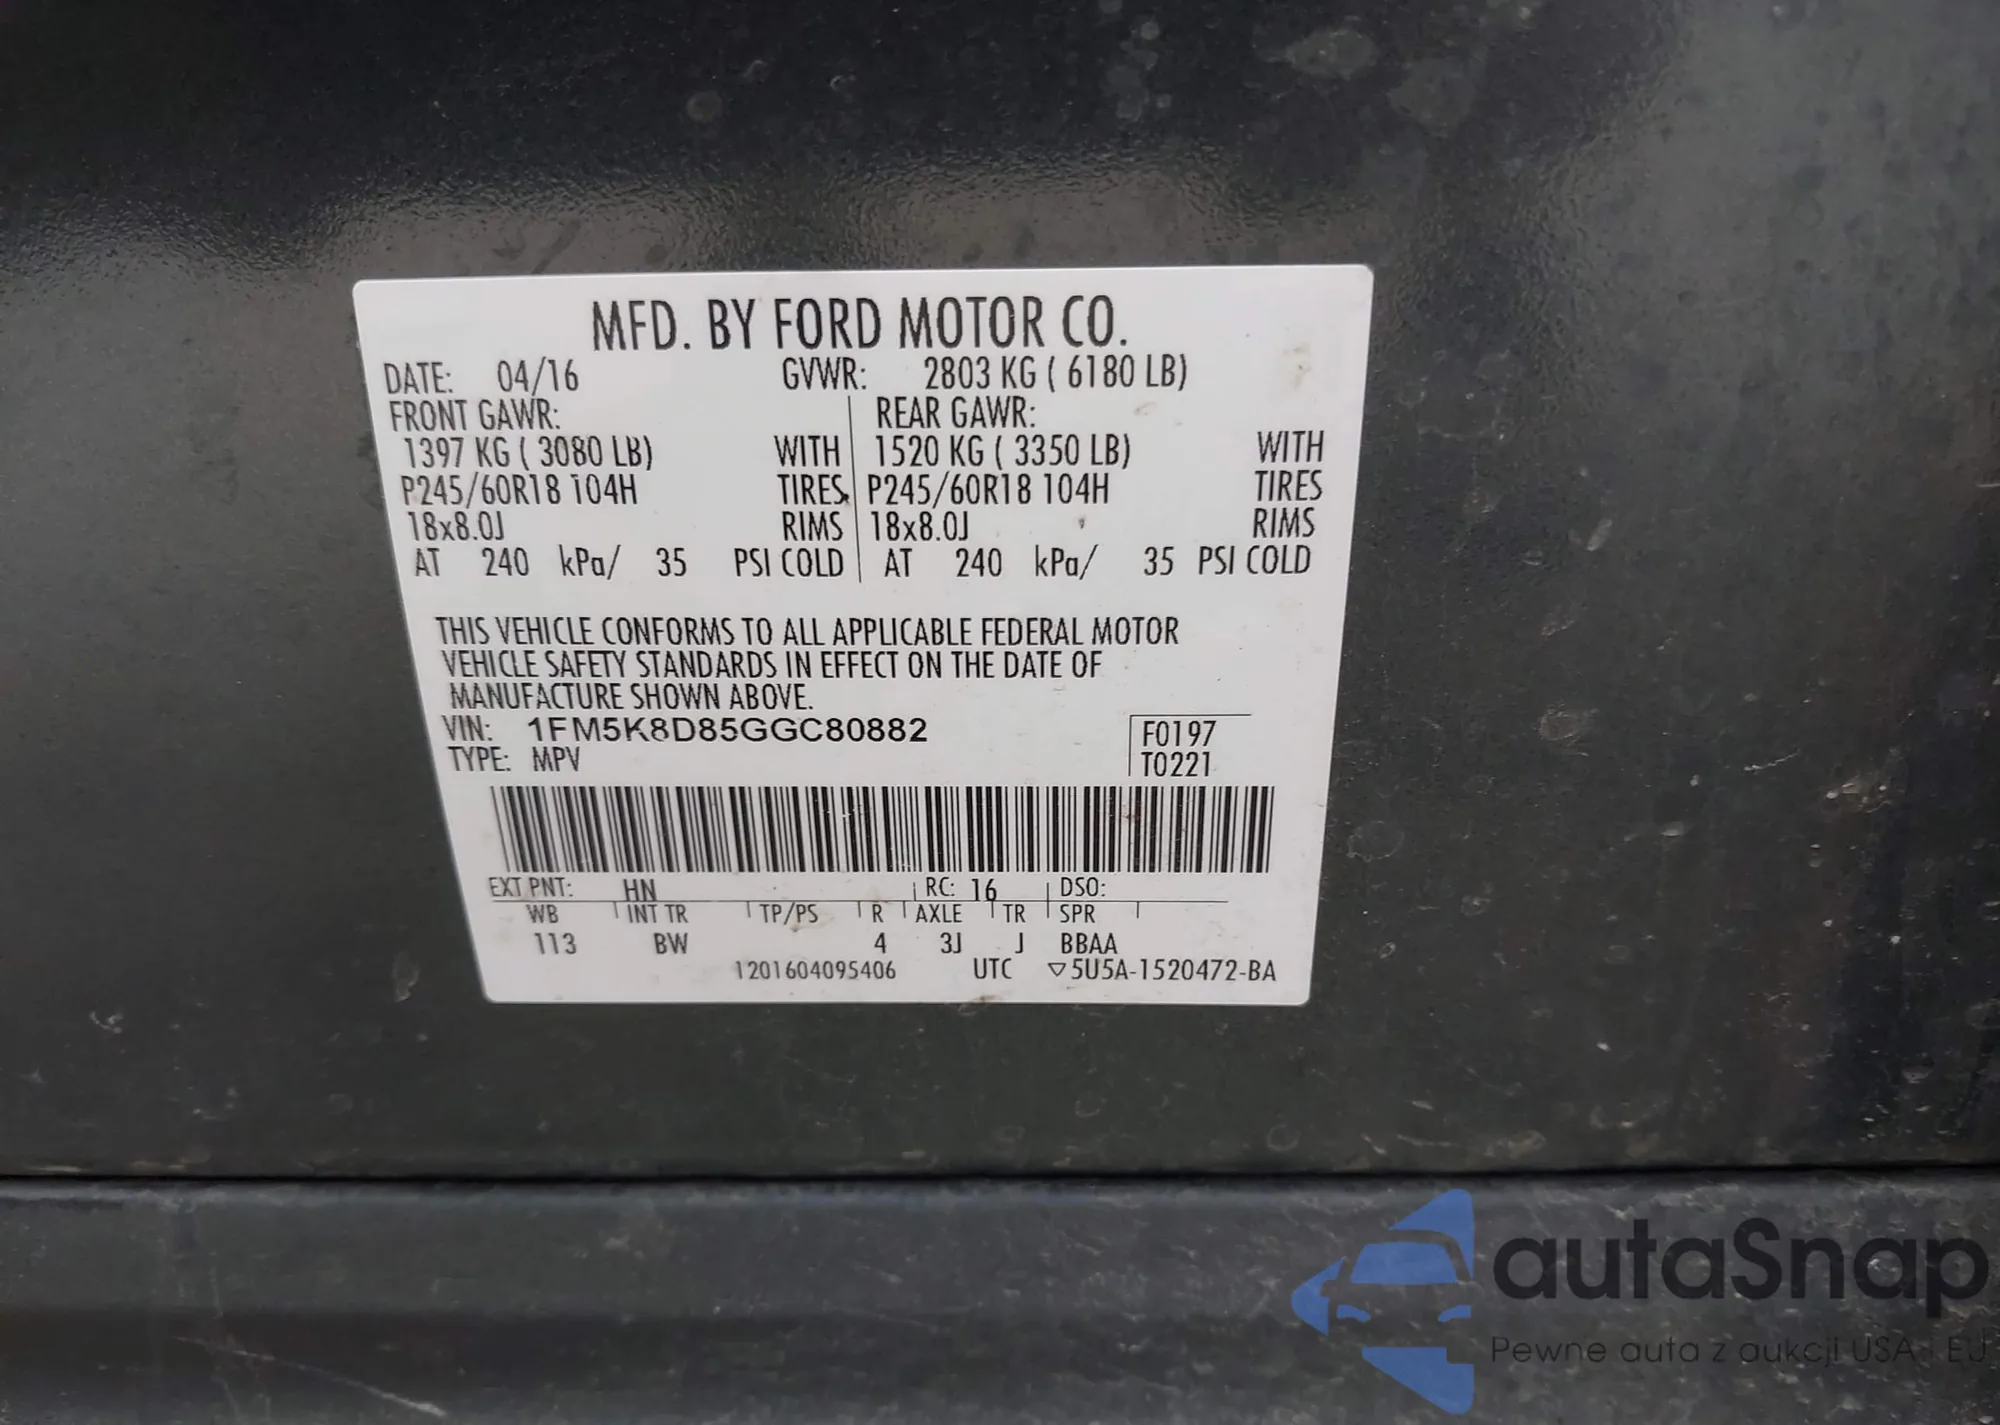 MFD. BY FORD MOTOR CO.
DATE: 04/16 GVWR: 2803 KG ( 6180 LB)
FRONT GAWR: REAR GAWR:
1397 KG ( 3080 LB) WITH 1520 KG ( 3350 LB) WITH
P245/60R18 104H TIRES P245/60R18 104H TIRES
18x8.0J RIMS 18x8.0J RIMS
AT 240 kPa/ 35 PSI COLD AT 240 kPa/ 35 PSI COLD
THIS VEHICLE CONFORMS TO ALL APPLICABLE FEDERAL MOTOR
VEHICLE SAFETY STANDARDS IN EFFECT ON THE DATE OF
MANUFACTURE SHOWN ABOVE.
VIN: 1FM5K8D85GGC80882 F0197
TYPE: MPV T0221
EXT PNT: HN RC: 16 DSO:
WB INT TR TP/PS R AXLE TR SPR
113 BW 4 3J J BBAA
1201604095406 UTC ▽5U5A-1520472-BA
autaSnap
Pewne auta z aukcji USA i EU